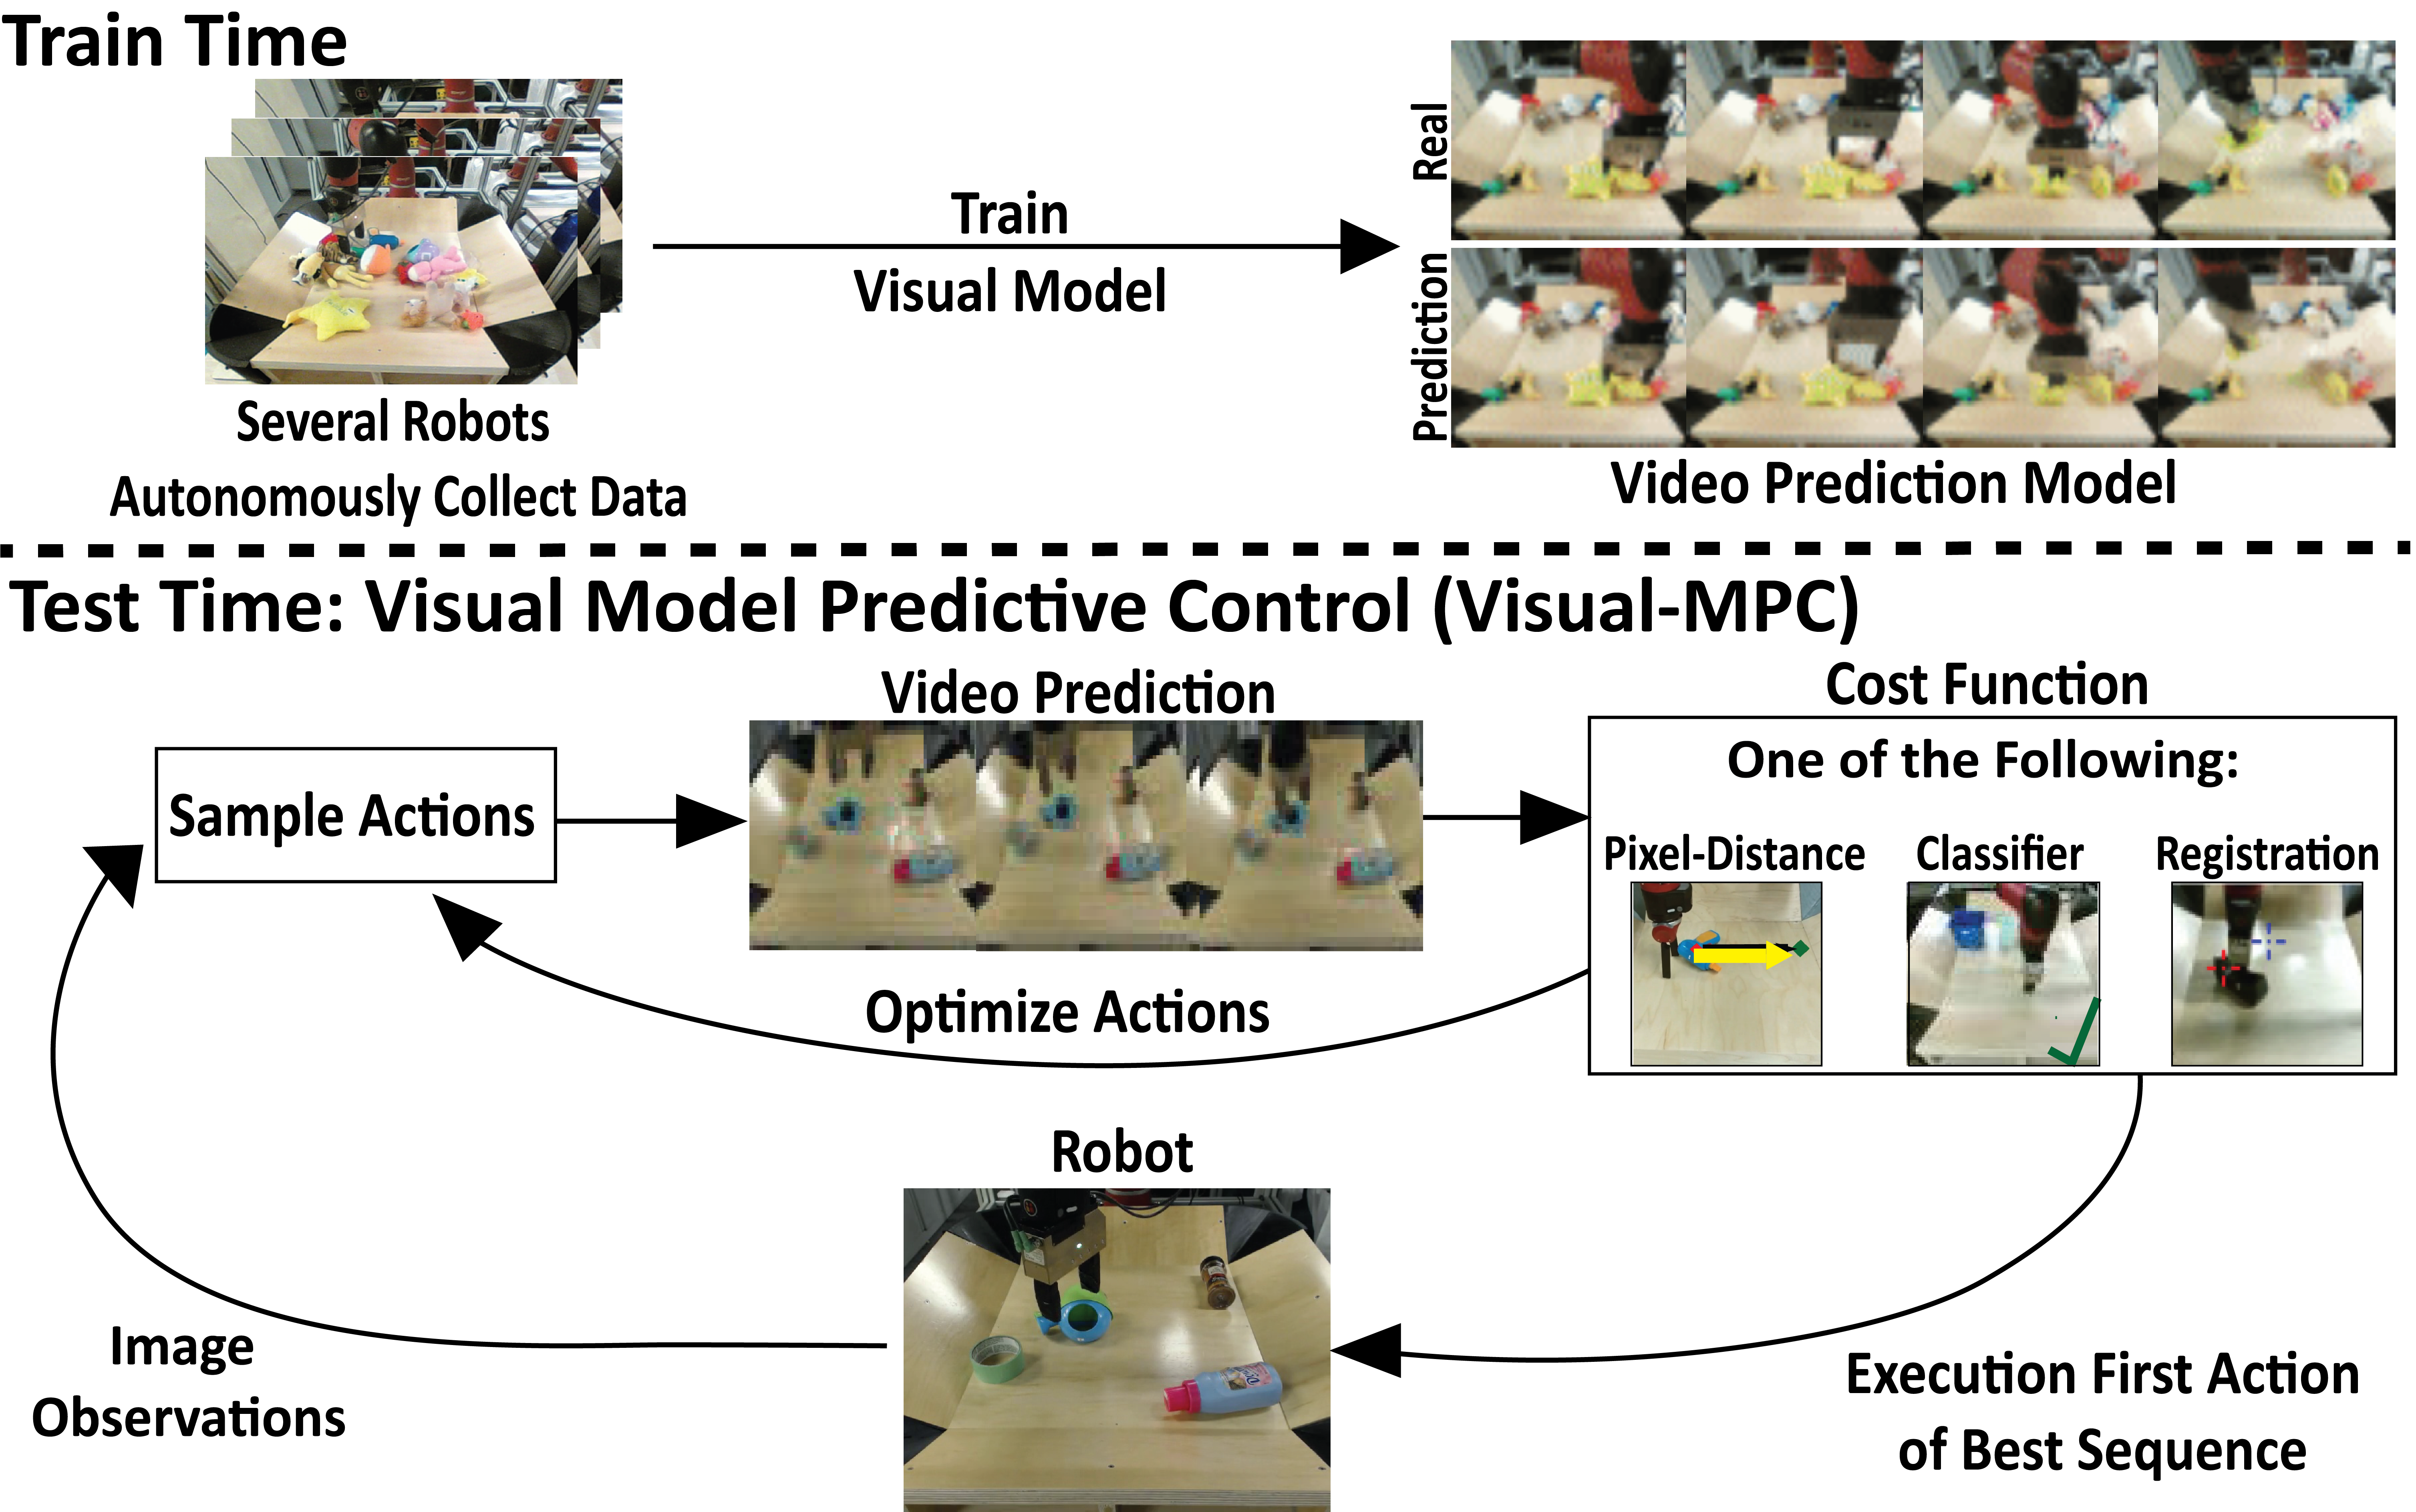 Train Time
Train
Visual Model
Real
Prediction
Several Robots
Autonomously Collect Data
Video Prediction Model
Test Time: Visual Model Predictive Control (Visual-MPC)
Video Prediction
Cost Function
Sample Actions
One of the Following:
Pixel-Distance
Classifier
Registration
Optimize Actions
Robot
Image
Observations
Execution First Action
of Best Sequence